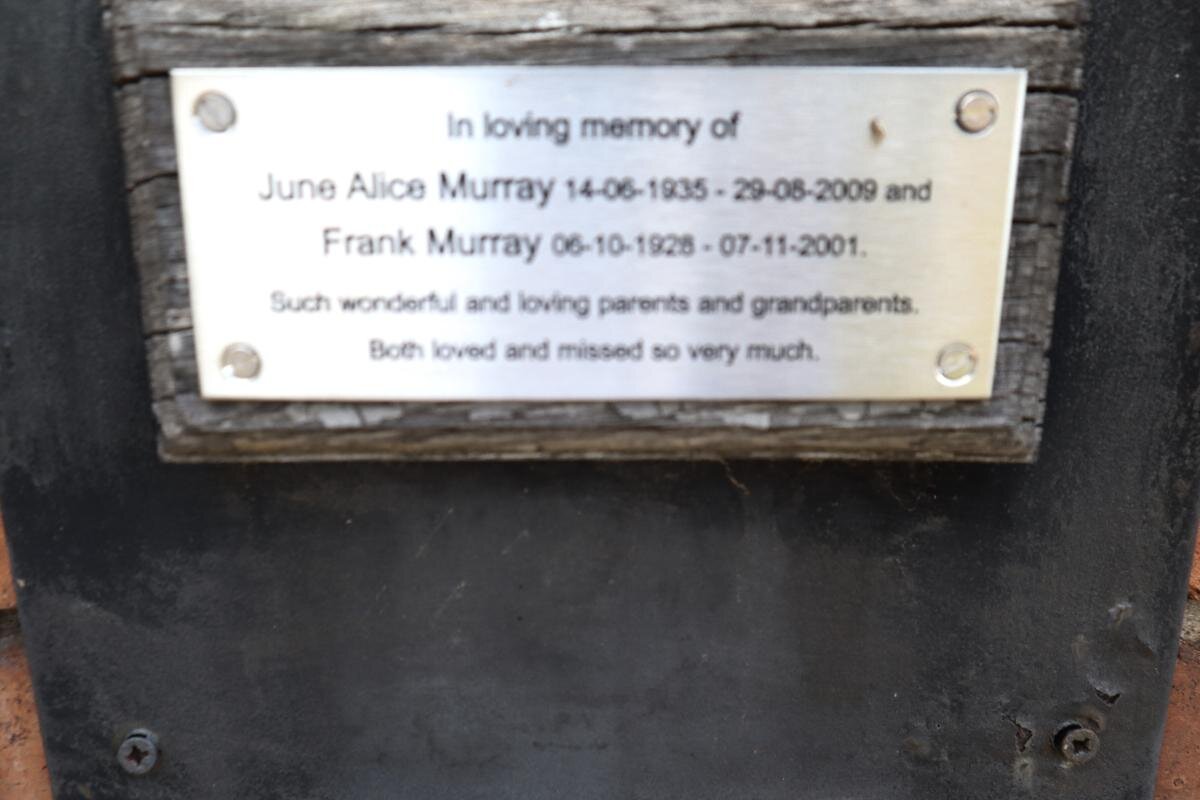 In loving memory of
June Alice Murray 14-06-1935 - 29-08-2009 and
Frank Murray 06-10-1928 - 07-11-2001.
Such wonderful and loving parents and grandparents.
Both loved and missed so very much.